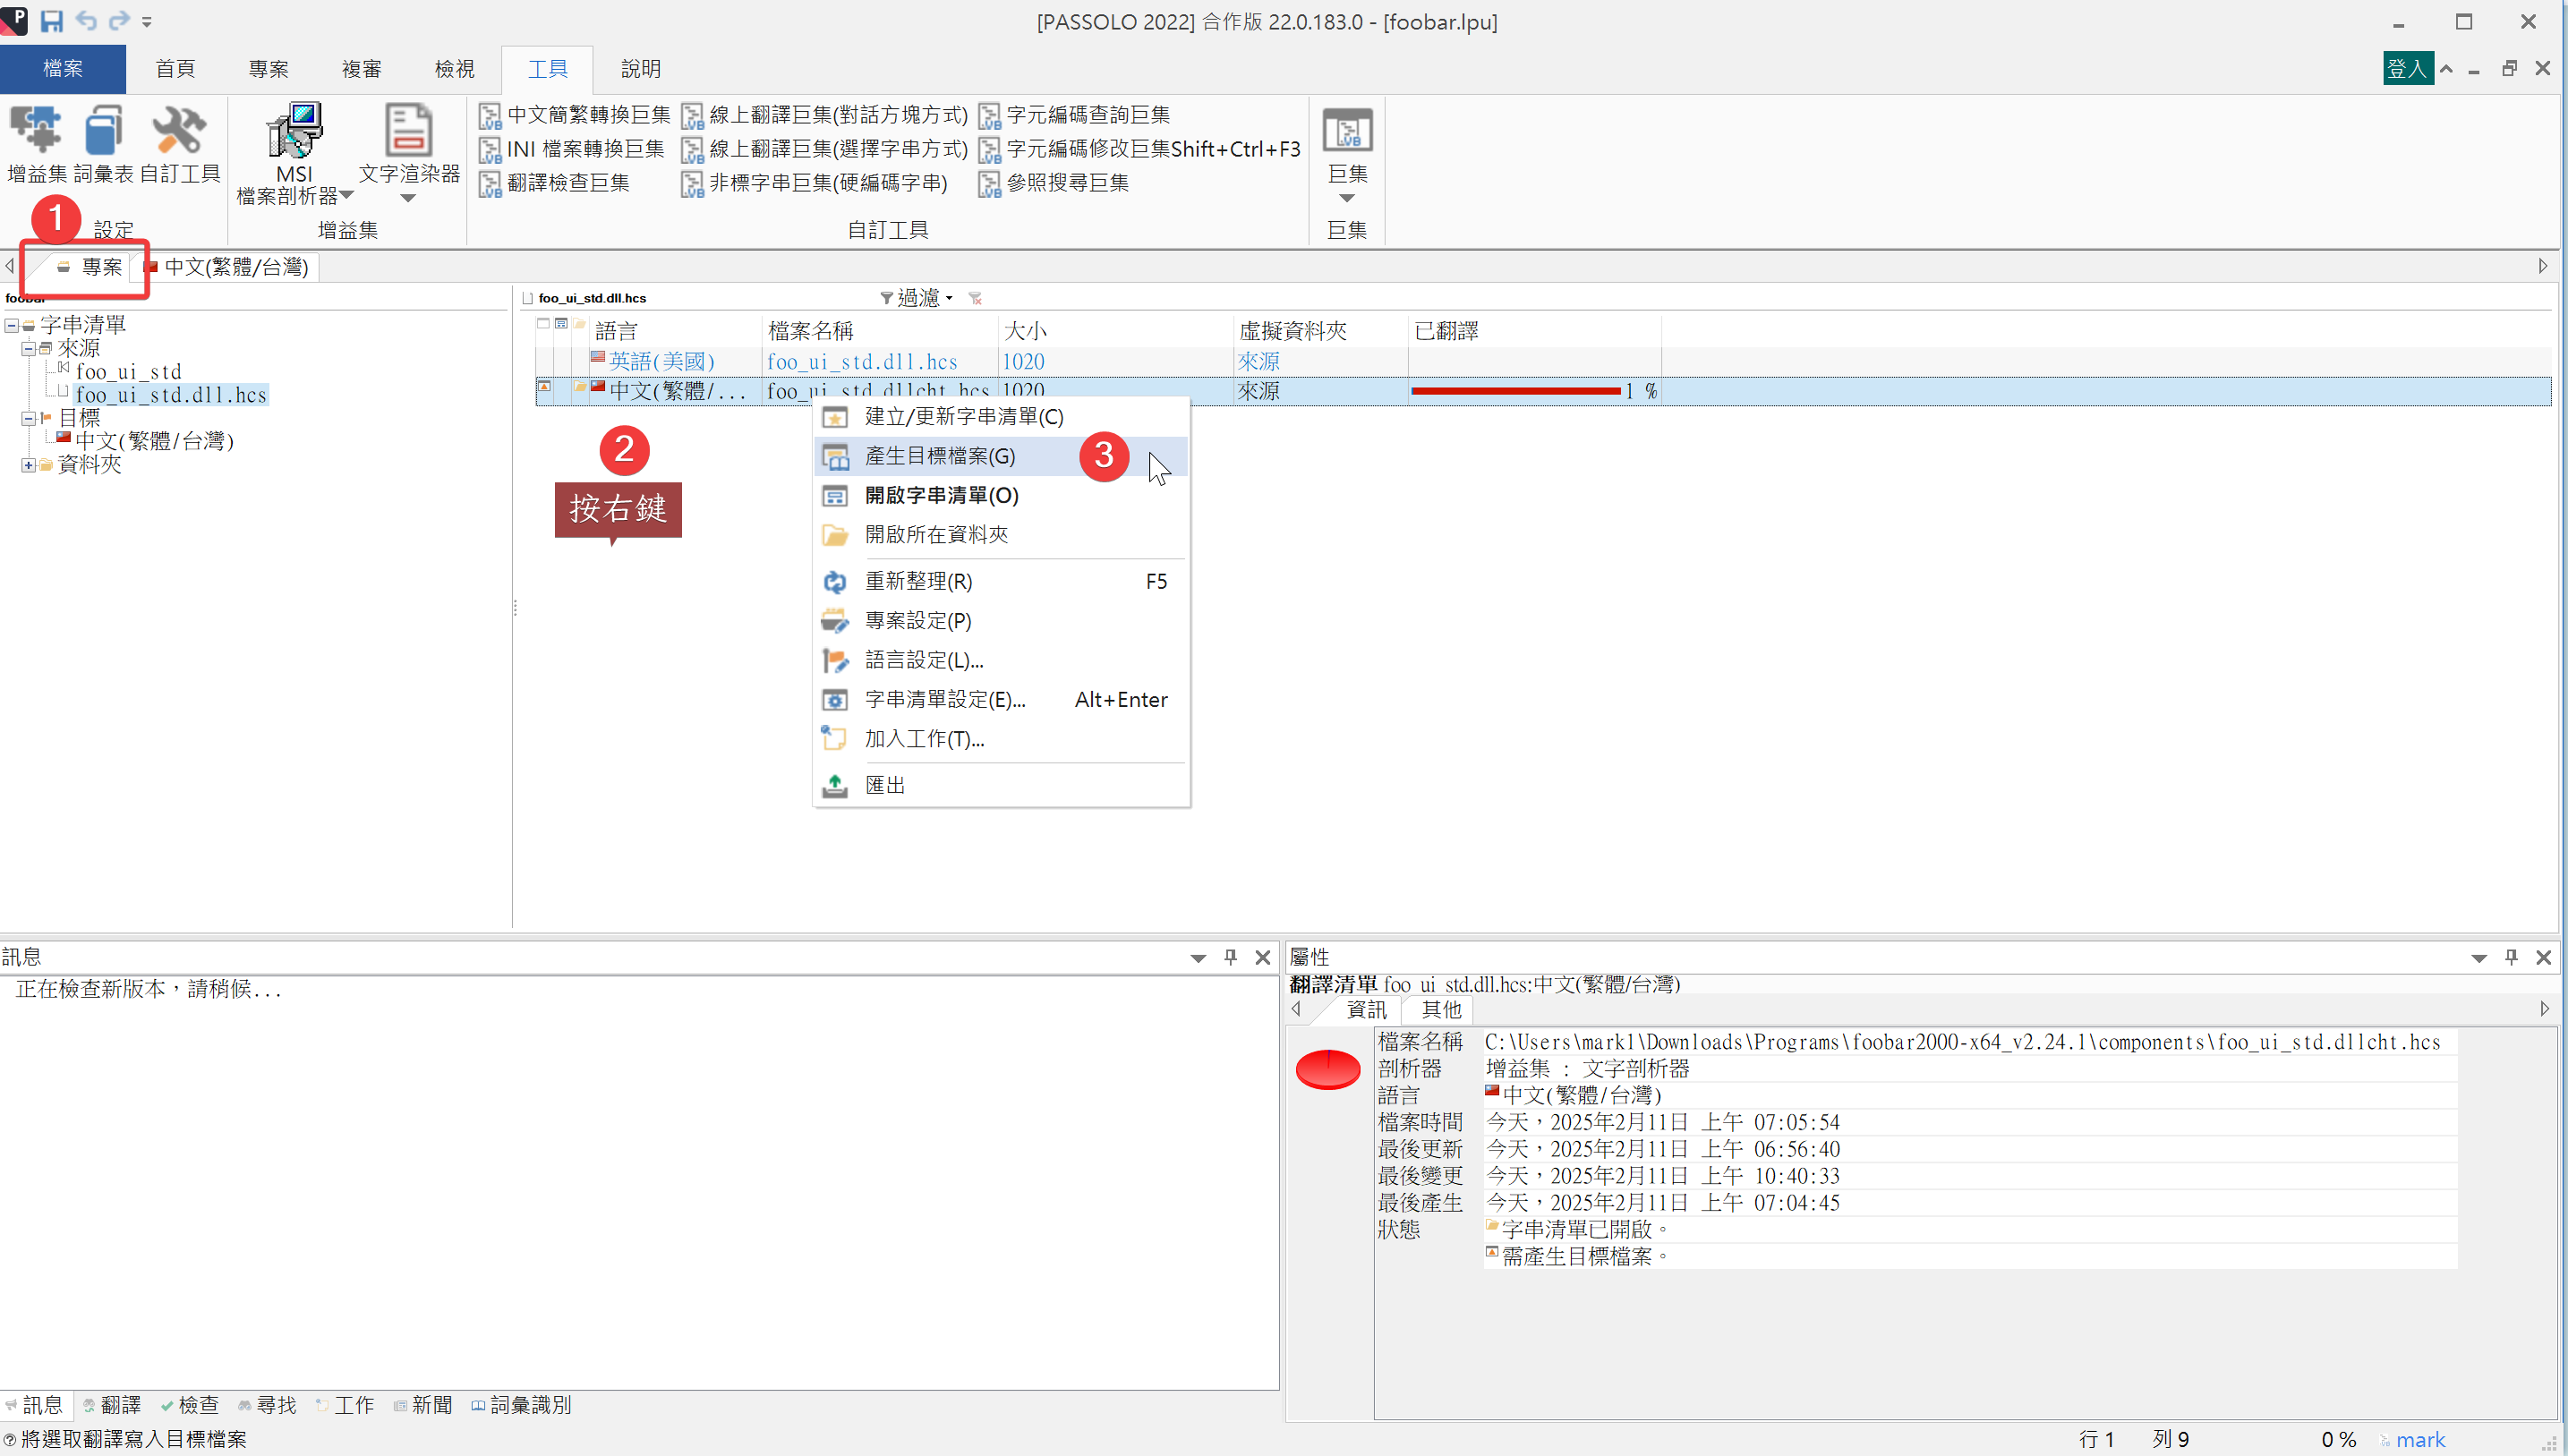 [PASSOLO 2022] 合作版 22.0.183.0 - [foobar.lpu]
檔案 首頁 專案 複審 檢視 工具 說明 登入
增益集 詞彙表 自訂工具
設定
MSI
檔案剖析器
文字渲染器
增益集
中文簡繁轉換巨集 線上翻譯巨集(對話方塊方式) 字元編碼查詢巨集
INI 檔案轉換巨集 線上翻譯巨集(選擇字串方式) 字元編碼修改巨集Shift+Ctrl+F3
翻譯檢查巨集 非標字串巨集(硬編碼字串) 參照搜尋巨集
自訂工具
巨集
巨集
1
專案 中文(繁體/台灣)
foobar
字串清單
來源
foo_ui_std
foo_ui_std.dll.hcs
目標
中文(繁體/台灣)
資料夾
foo_ui_std.dll.hcs 過濾
語言 檔案名稱 大小 虛擬資料夾 已翻譯
英語(美國) foo_ui_std.dll.hcs 1020 來源
中文(繁體/... foo_ui_std.dllcht.hcs 1020 來源 1 %
2
按右鍵
建立/更新字串清單(C)
產生目標檔案(G) 3
開啟字串清單(O)
開啟所在資料夾
重新整理(R) F5
專案設定(P)
語言設定(L)...
字串清單設定(E)... Alt+Enter
加入工作(T)...
匯出
訊息
正在檢查新版本，請稍候...
屬性
翻譯清單 foo_ui_std.dll.hcs:中文(繁體/台灣)
資訊 其他
檔案名稱 C:\Users\mark1\Downloads\Programs\foobar2000-x64_v2.24.1\components\foo_ui_std.dllcht.hcs
剖析器 增益集 : 文字剖析器
語言 中文(繁體/台灣)
檔案時間 今天，2025年2月11日 上午 07:05:54
最後更新 今天，2025年2月11日 上午 06:56:40
最後變更 今天，2025年2月11日 上午 10:40:33
最後產生 今天，2025年2月11日 上午 07:04:45
狀態 字串清單已開啟。
需產生目標檔案。
訊息 翻譯 檢查 尋找 工作 新聞 詞彙識別
將選取翻譯寫入目標檔案 行 1 列 9 0 % mark